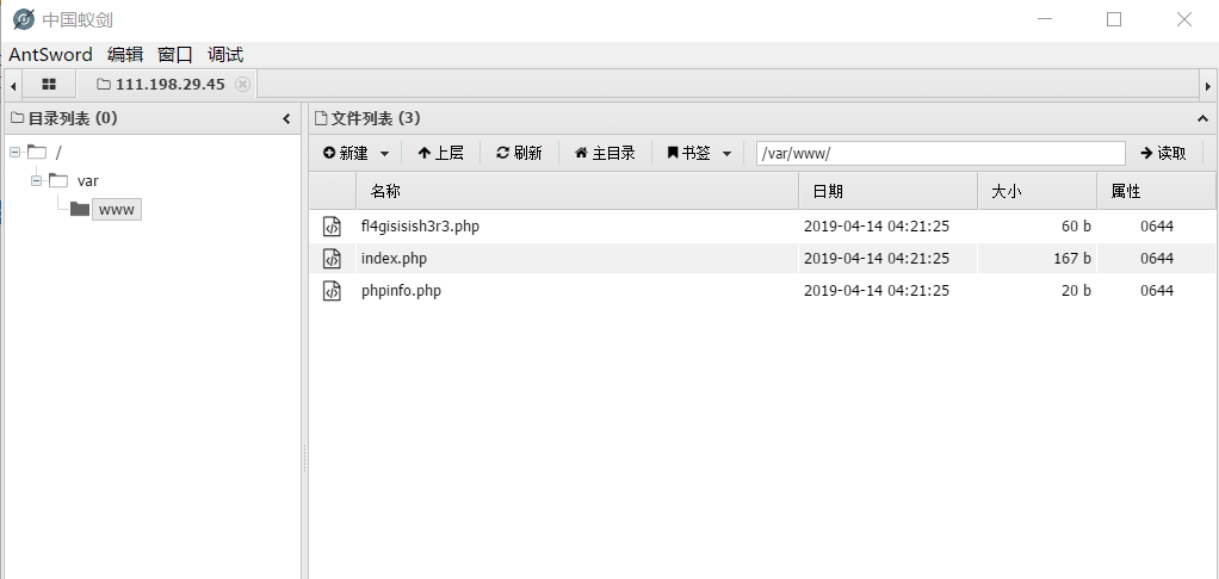 中国蚁剑
AntSword 编辑 窗口 调试
111.198.29.45
目录列表 (0)
/
var
www
文件列表 (3)
新建 上层 刷新 主目录 书签 /var/www/ 读取
名称 日期 大小 属性
fl4gisisish3r3.php 2019-04-14 04:21:25 60 b 0644
index.php 2019-04-14 04:21:25 167 b 0644
phpinfo.php 2019-04-14 04:21:25 20 b 0644